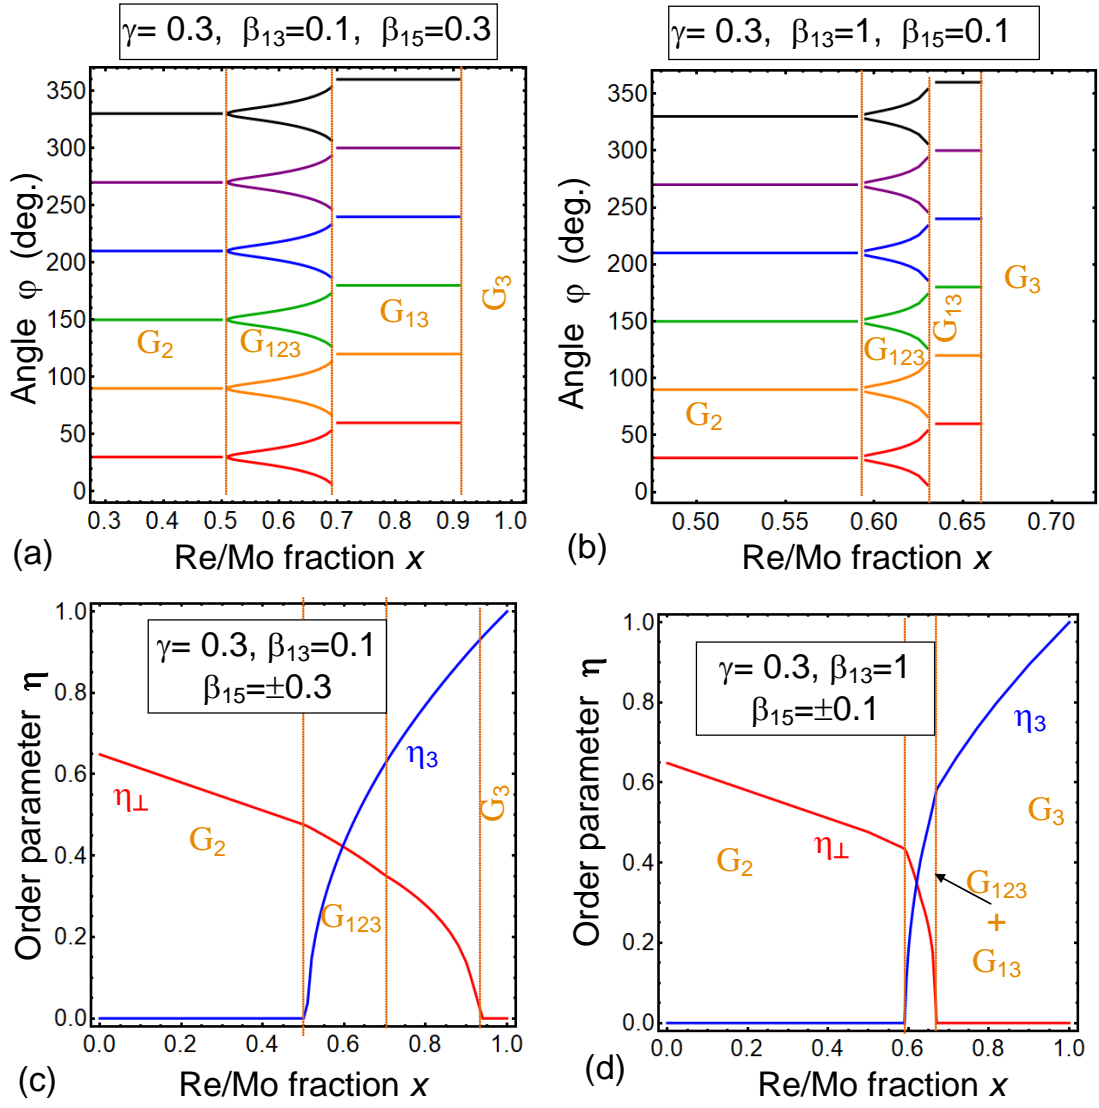 γ= 0.3, β13=0.1, β15=0.3
350
300
250
200
150
100
50
0
Angle φ (deg.)
G2
G123
G13
G3
0.3 0.4 0.5 0.6 0.7 0.8 0.9 1.0
(a)
Re/Mo fraction x
γ= 0.3, β13=1, β15=0.1
350
300
250
200
150
100
50
0
Angle φ (deg.)
G2
G123
G13
G3
0.50 0.55 0.60 0.65 0.70
(b)
Re/Mo fraction x
1.0
0.8
0.6
0.4
0.2
0.0
Order parameter η
γ= 0.3, β13=0.1
β15=±0.3
η3
η⊥
G2
G123
G3
0.0 0.2 0.4 0.6 0.8 1.0
(c)
Re/Mo fraction x
1.0
0.8
0.6
0.4
0.2
0.0
Order parameter η
γ= 0.3, β13=1
β15=±0.1
η3
η⊥
G2
G3
G123
+
G13
0.0 0.2 0.4 0.6 0.8 1.0
(d)
Re/Mo fraction x